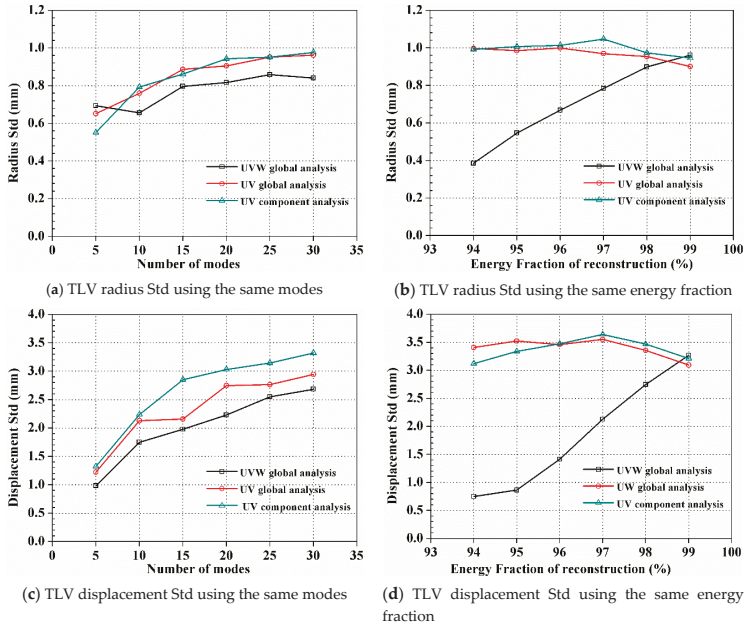 1.2
1.0
0.8
0.6
0.4
0.2
0.0
Radius Std (mm)
UVW global analysis
UV global analysis
UV component analysis
0 5 10 15 20 25 30 35
Number of modes
(a) TLV radius Std using the same modes
1.2
1.0
0.8
0.6
0.4
0.2
0.0
Radius Std (mm)
UVW global analysis
UV global analysis
UV component analysis
93 94 95 96 97 98 99 93
Energy Fraction of reconstruction (%)
(b) TLV radius Std using the same energy fraction
4.0
3.5
3.0
2.5
2.0
1.5
1.0
0.5
0.0
Displacement Std (mm)
UVW global analysis
UV global analysis
UV component analysis
0 5 10 15 20 25 30 35
Number of modes
(c) TLV displacement Std using the same modes
4.0
3.5
3.0
2.5
2.0
1.5
1.0
0.5
0.0
Displacement Std (mm)
UVW global analysis
UW global analysis
UV component analysis
93 94 95 96 97 98 99 93
Energy Fraction of reconstruction (%)
(d) TLV displacement Std using the same energy
fraction